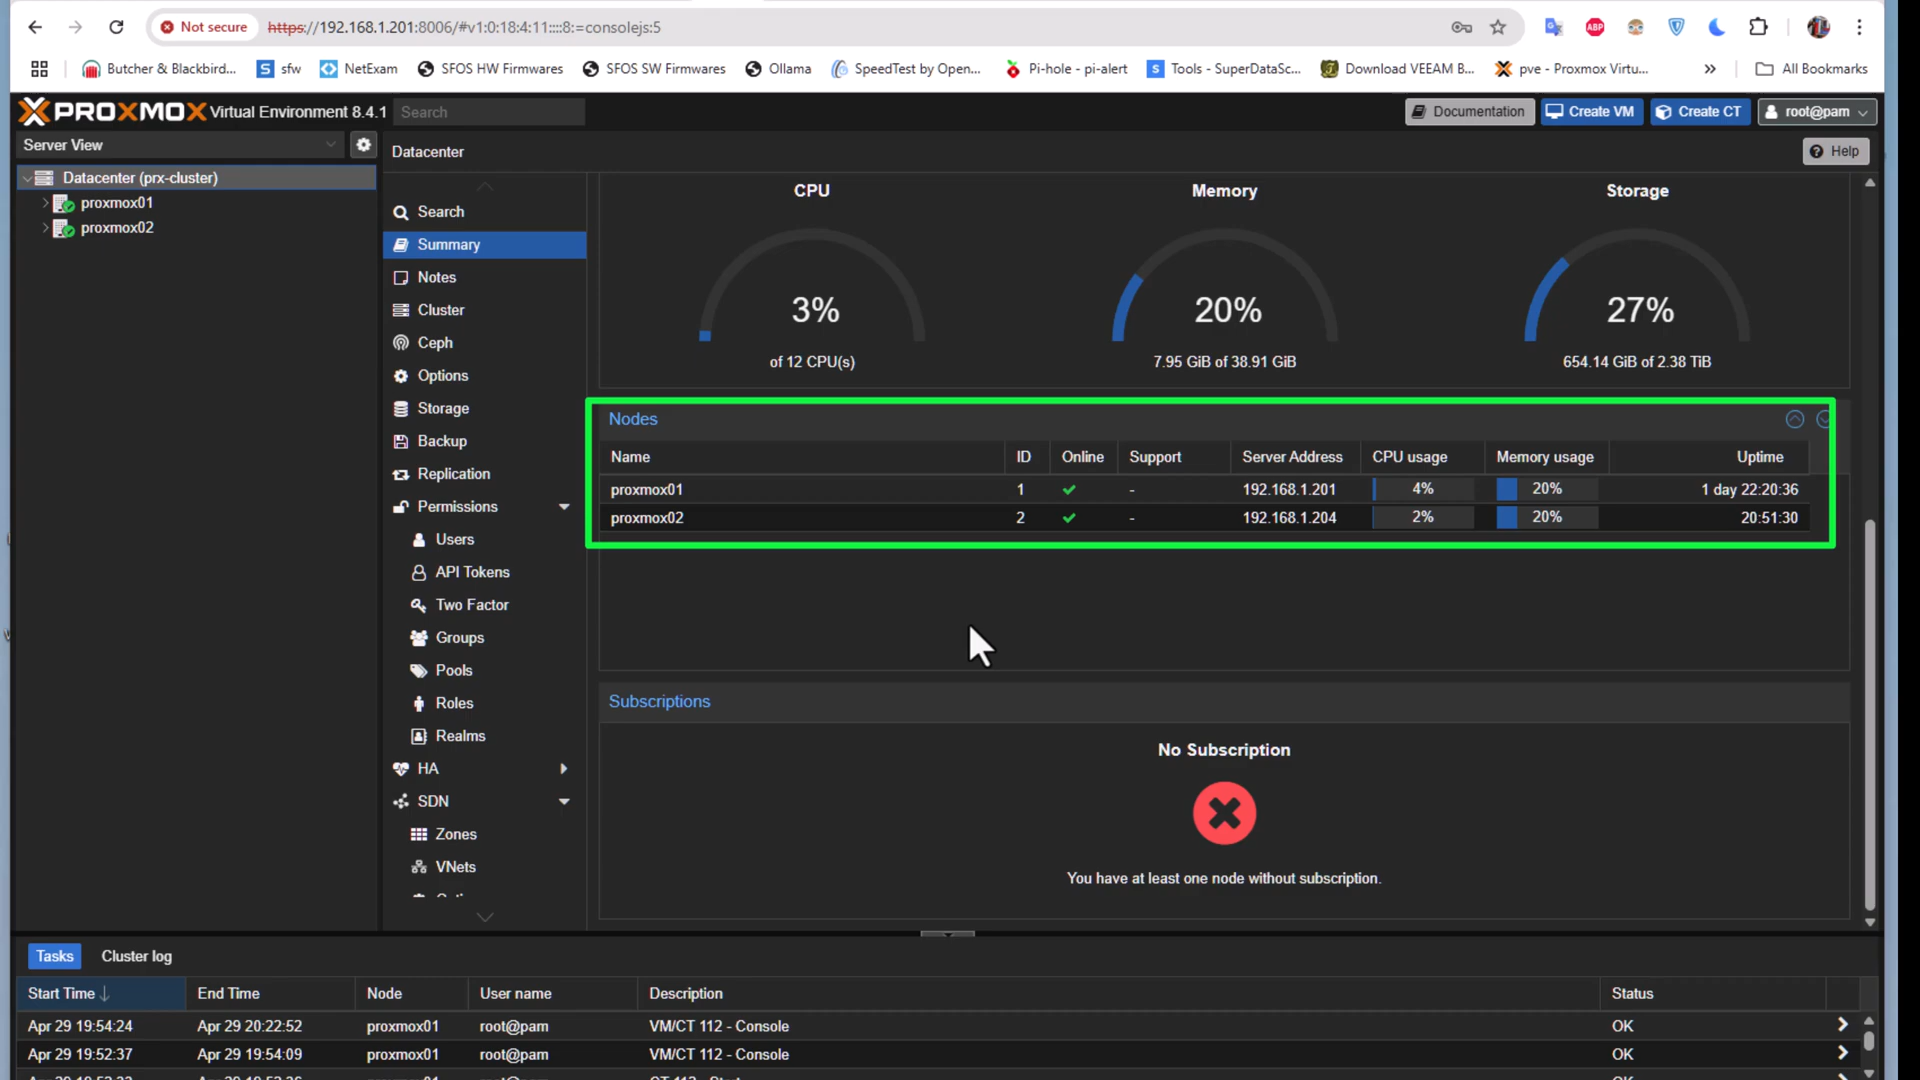 Not secure https://192.168.1.201:8006/#v1:0:18:4:11::::8:=consolejs:5
Butcher & Blackbird... sfw NetExam SFOS HW Firmwares SFOS SW Firmwares Ollama SpeedTest by Open... Pi-hole - pi-alert Tools - SuperDataSc... Download VEEAM B... pve - Proxmox Virtu... » All Bookmarks
PROXMOX Virtual Environment 8.4.1 Search Documentation Create VM Create CT root@pam
Server View
Datacenter
Help
Datacenter (prx-cluster)
proxmox01
proxmox02
Search
Summary
Notes
Cluster
Ceph
Options
Storage
Backup
Replication
Permissions
Users
API Tokens
Two Factor
Groups
Pools
Roles
Realms
HA
SDN
Zones
VNets
CPU Memory Storage
3% 20% 27%
of 12 CPU(s) 7.95 GiB of 38.91 GiB 654.14 GiB of 2.38 TiB
Nodes
Name ID Online Support Server Address CPU usage Memory usage Uptime
proxmox01 1 - 192.168.1.201 4% 20% 1 day 22:20:36
proxmox02 2 - 192.168.1.204 2% 20% 20:51:30
Subscriptions
No Subscription
You have at least one node without subscription.
Tasks Cluster log
Start Time End Time Node User name Description Status
Apr 29 19:54:24 Apr 29 20:22:52 proxmox01 root@pam VM/CT 112 - Console OK
Apr 29 19:52:37 Apr 29 19:54:09 proxmox01 root@pam VM/CT 112 - Console OK